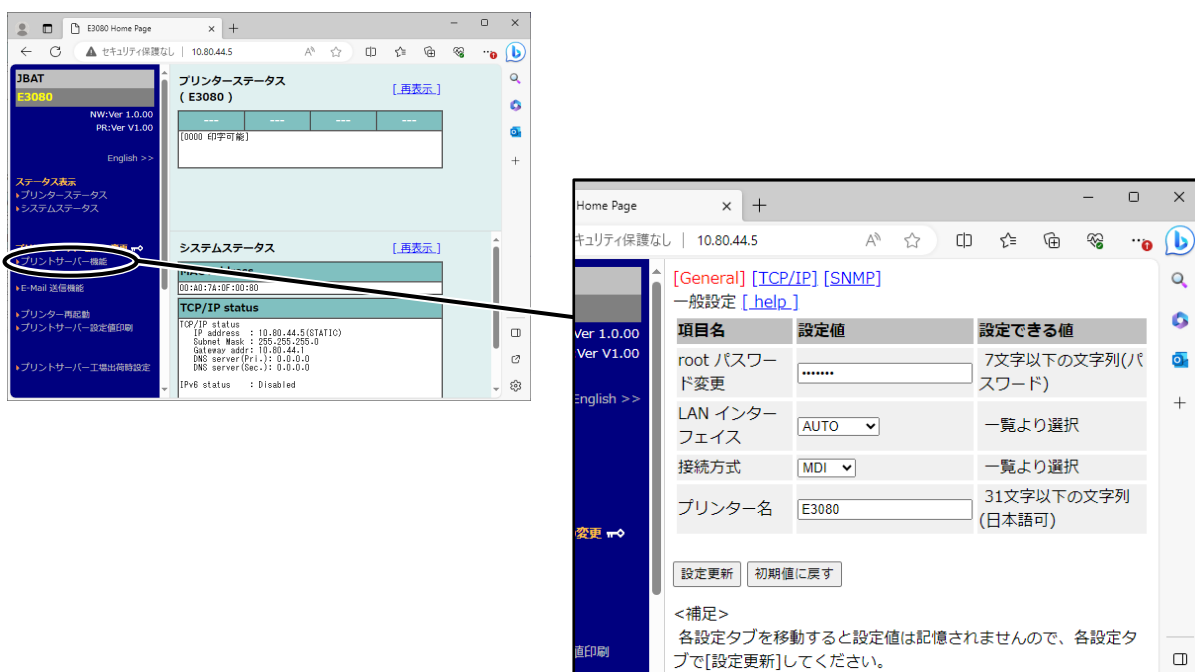 E3080 Home Page
セキュリティ保護なし | 10.80.44.5
JBAT
E3080
NW:Ver 1.0.00
PR:Ver V1.00
English >>
ステータス表示
プリンターステータス
システムステータス
変更
プリントサーバー機能
E-Mail 送信機能
プリンター再起動
プリントサーバー設定値印刷
プリントサーバー工場出荷時設定
プリンターステータス
( E3080 )
[ 再表示 ]
--- --- --- ---
[0000 印字可能]
システムステータス
[ 再表示 ]
00:A0:7A:0F:00:80
TCP/IP status
TCP/IP status
IP address : 10.80.44.5(STATIC)
Subnet Mask : 255.255.255.0
Gateway addr: 10.80.44.1
DNS server(Pri.): 0.0.0.0
DNS server(Sec.): 0.0.0.0
IPv6 status : Disabled
Home Page
キュリティ保護なし | 10.80.44.5
Ver 1.0.00
Ver V1.00
English >>
変更
値印刷
[General] [TCP/IP] [SNMP]
一般設定 [ help ]
項目名 設定値 設定できる値
root パスワー
ド変更
•••••••
7文字以下の文字列(パ
スワード)
LAN インター
フェイス
AUTO
一覧より選択
接続方式 MDI 一覧より選択
プリンター名 E3080
31文字以下の文字列
(日本語可)
設定更新 初期値に戻す
<補足>
各設定タブを移動すると設定値は記憶されませんので、各設定タ
ブで[設定更新]してください。